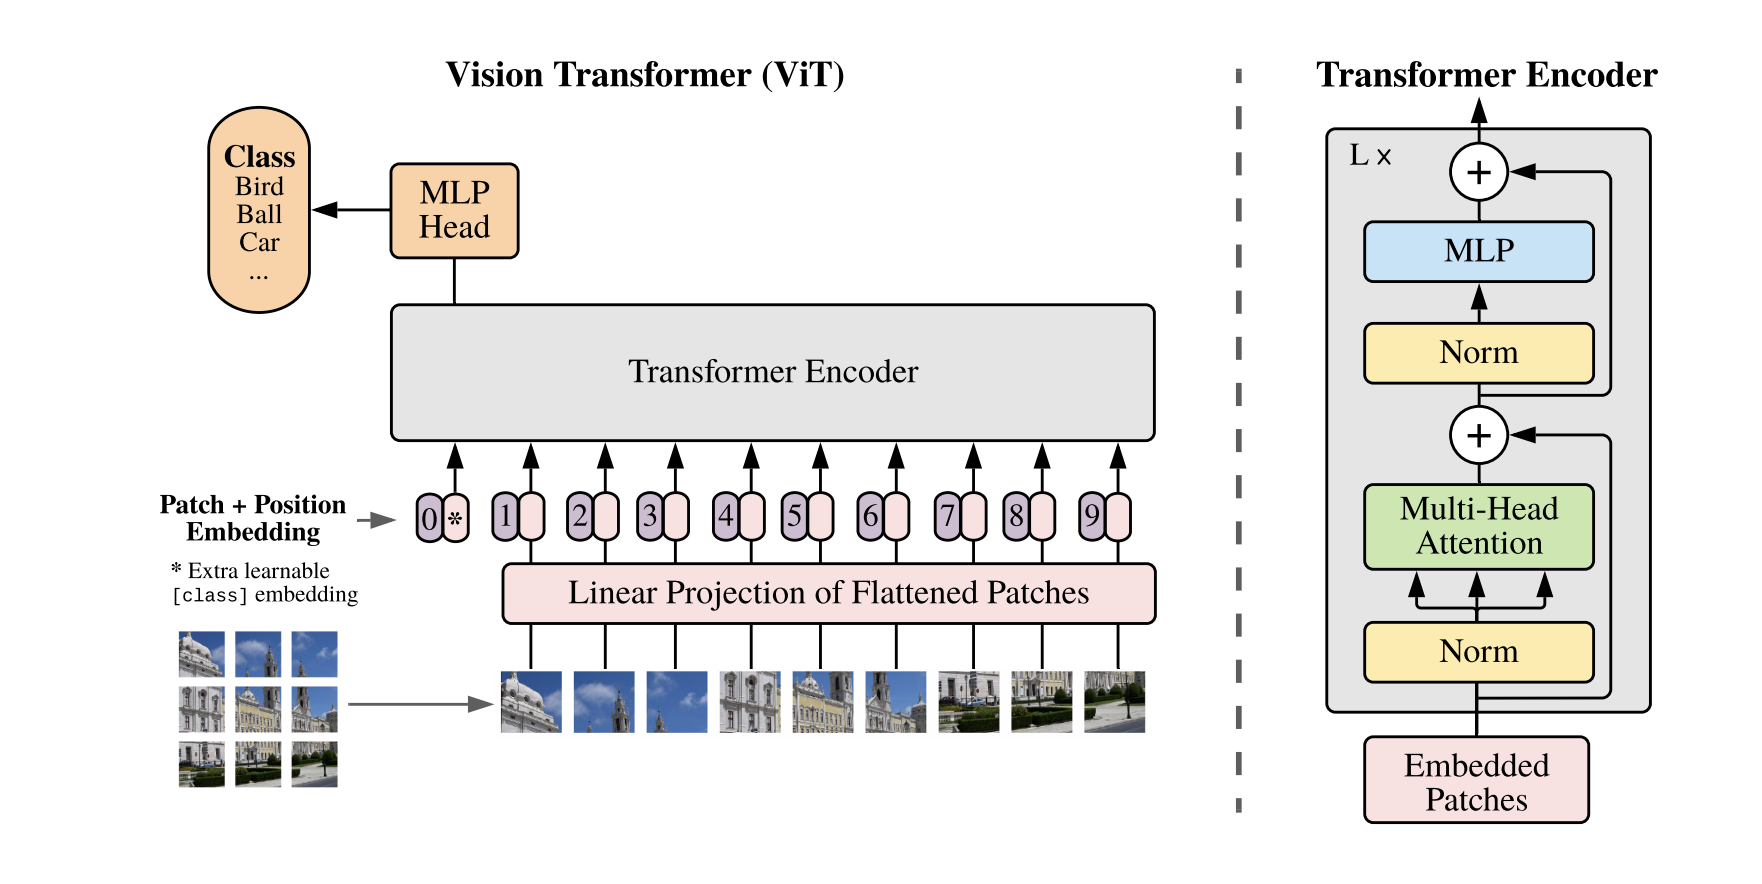 Vision Transformer (ViT)
Class
Bird
Ball
Car
...
MLP
Head
Transformer Encoder
Patch + Position
Embedding
* Extra learnable
[class] embedding
0 * 1 2 3 4 5 6 7 8 9
Linear Projection of Flattened Patches
Transformer Encoder
L ×
+
MLP
Norm
+
Multi-Head
Attention
Norm
Embedded
Patches